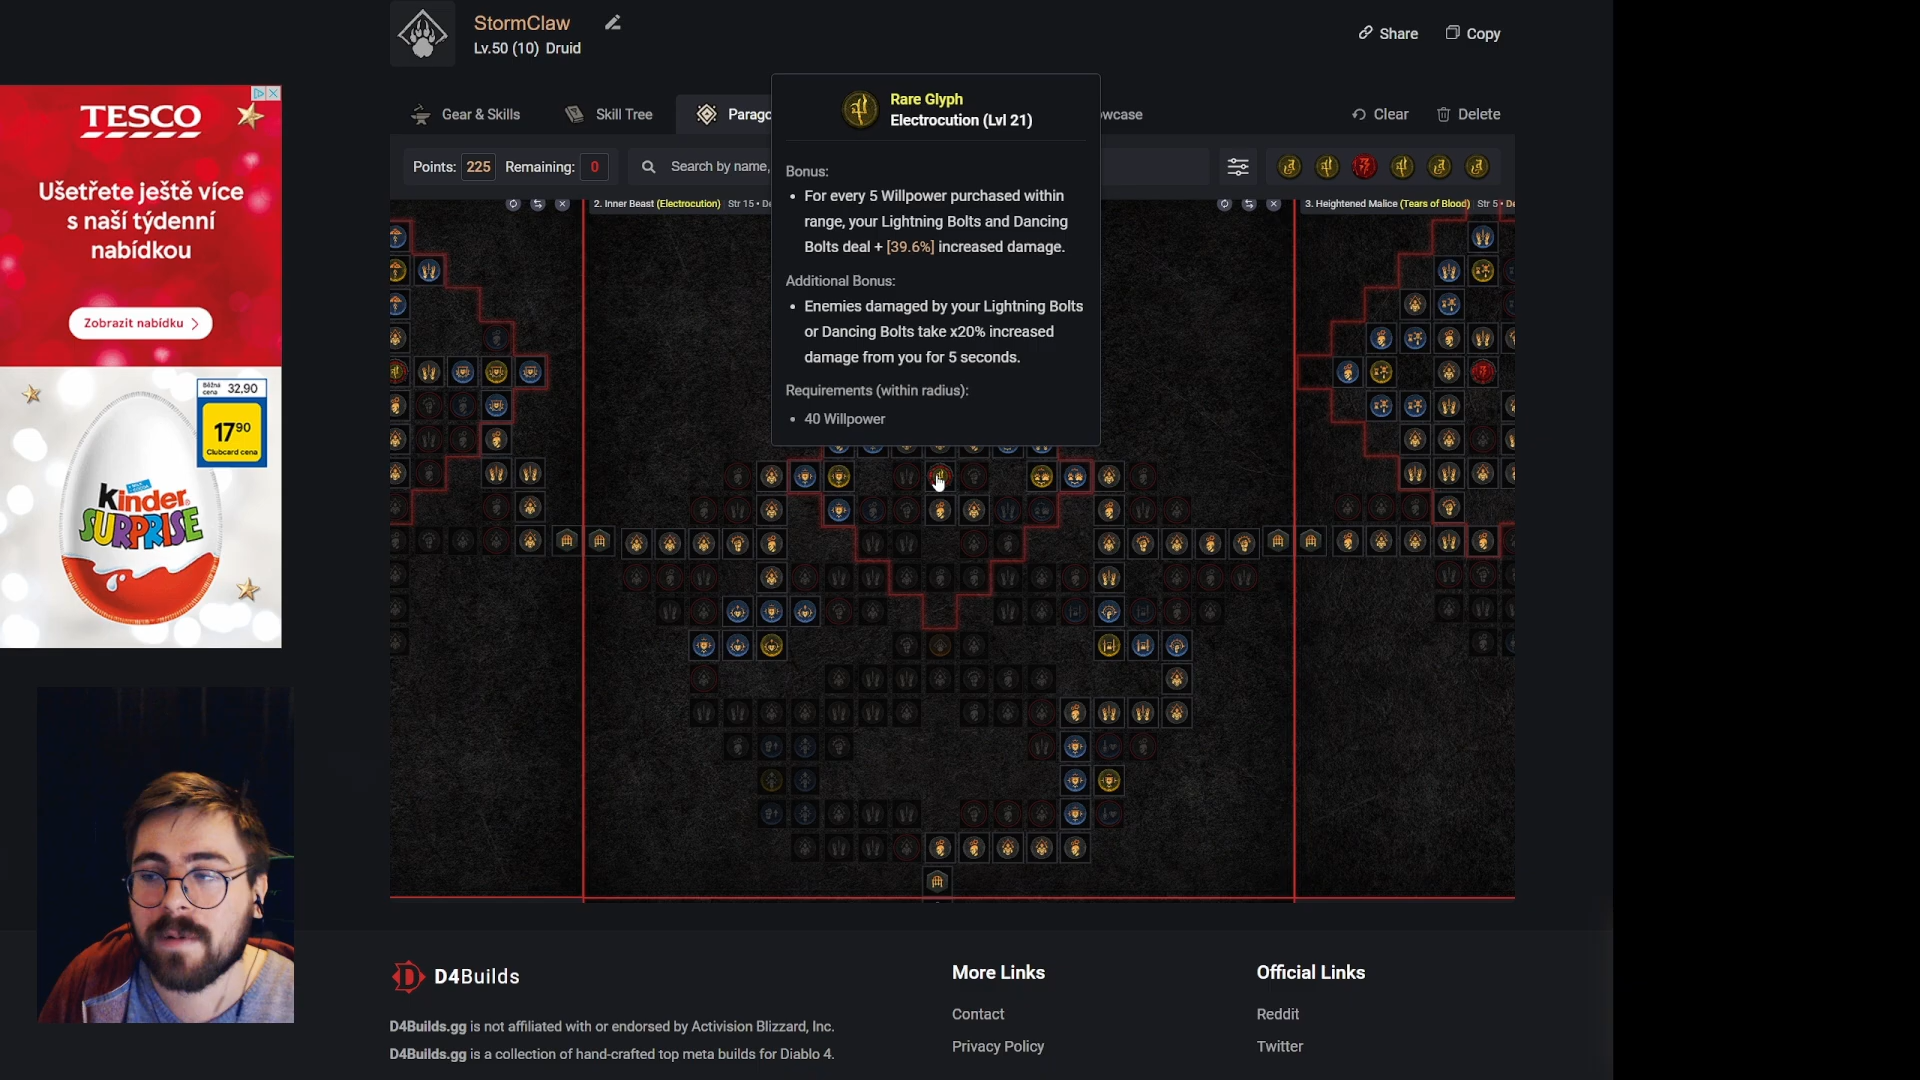 StormClaw
Lv.50 (10) Druid
Share
Copy
Gear & Skills
Skill Tree
Parago
wcase
Clear
Delete
Points: 225 Remaining: 0
Search by name,
2. Inner Beast (Electrocution) Str 15 • De
3. Heightened Malice (Tears of Blood) Str 5 • De
Rare Glyph
Electrocution (Lvl 21)
Bonus:
• For every 5 Willpower purchased within
range, your Lightning Bolts and Dancing
Bolts deal + [39.6%] increased damage.
Additional Bonus:
• Enemies damaged by your Lightning Bolts
or Dancing Bolts take x20% increased
damage from you for 5 seconds.
Requirements (within radius):
• 40 Willpower
TESCO
Ušetřete ještě více
s naší týdenní
nabídkou
Zobrazit nabídku
Běžná
cena 32,90
17 90
Clubcard cena
Kinder
SURPRISE
D4Builds
D4Builds.gg is not affiliated with or endorsed by Activision Blizzard, Inc.
D4Builds.gg is a collection of hand-crafted top meta builds for Diablo 4.
More Links
Contact
Privacy Policy
Official Links
Reddit
Twitter